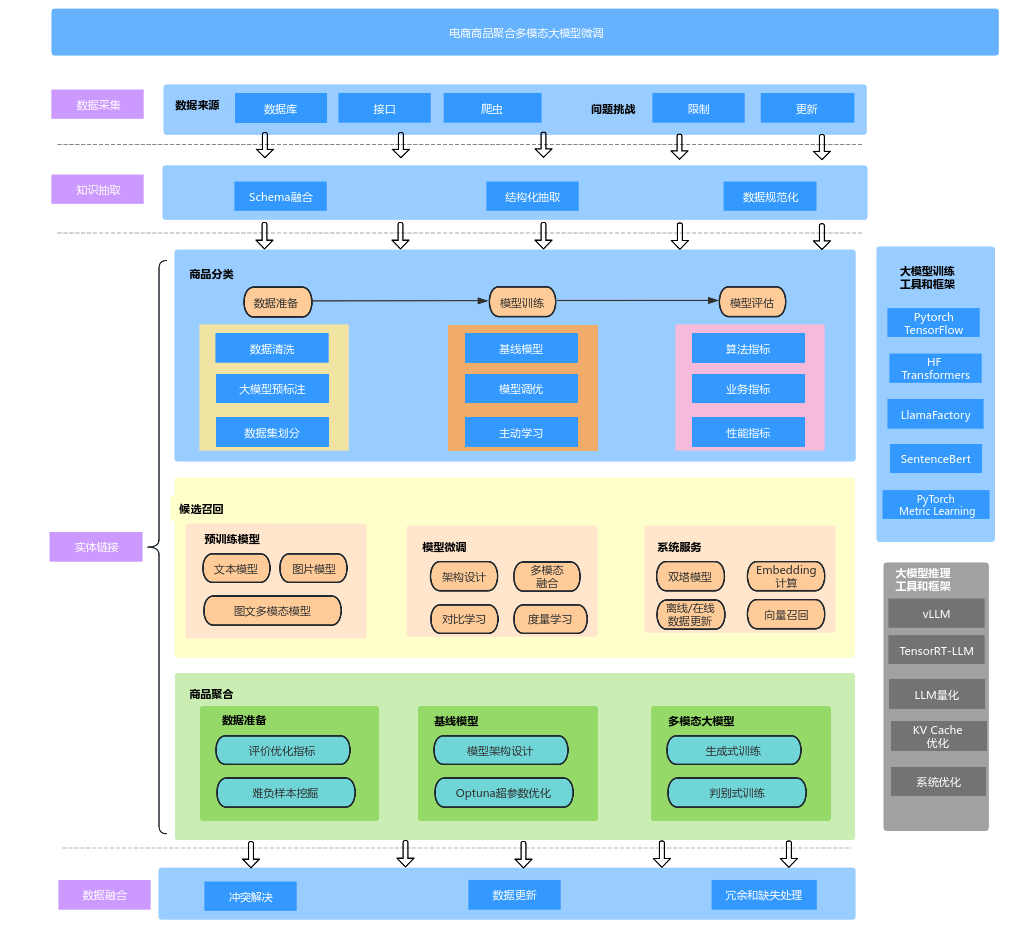 电商商品聚合多模态大模型微调
数据采集
数据来源
数据库
接口
爬虫
问题挑战
限制
更新
知识抽取
Schema融合
结构化抽取
数据规范化
实体链接
商品分类
数据准备
模型训练
模型评估
数据清洗
大模型预标注
数据集划分
基线模型
模型调优
主动学习
算法指标
业务指标
性能指标
候选召回
预训练模型
文本模型
图片模型
图文多模态模型
模型微调
架构设计
多模态
融合
对比学习
度量学习
系统服务
双塔模型
Embedding
计算
离线/在线
数据更新
向量召回
商品聚合
数据准备
评价优化指标
难负样本挖掘
基线模型
模型架构设计
Optuna超参数优化
多模态大模型
生成式训练
判别式训练
大模型训练
工具和框架
Pytorch
TensorFlow
HF
Transformers
LlamaFactory
SentenceBert
PyTorch
Metric Learning
大模型推理
工具和框架
vLLM
TensorRT-LLM
LLM量化
KV Cache
优化
系统优化
数据融合
冲突解决
数据更新
冗余和缺失处理